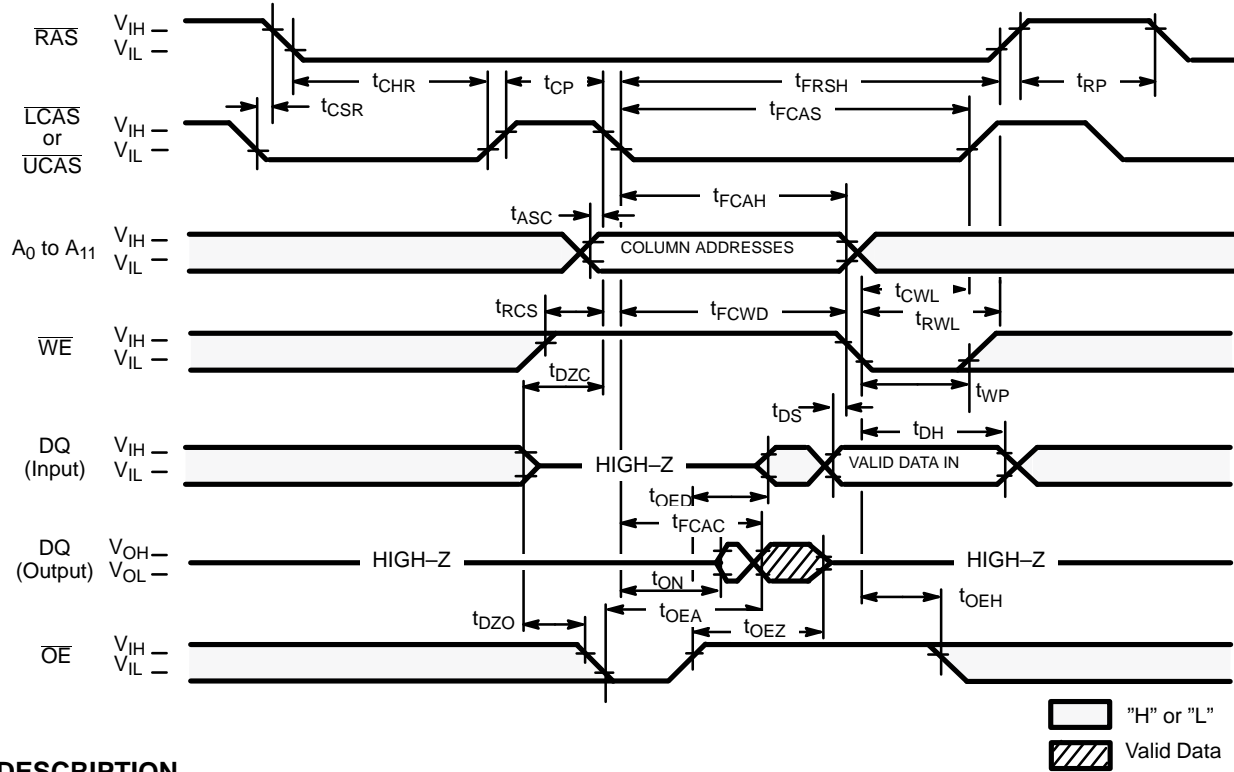 RAS
VIH
VIL
tCHR
tCP
tFRSH
tRP
tCSR
tFCAS
LCAS
or
UCAS
VIH
VIL
tFCAH
tASC
A0 to A11
VIH
VIL
COLUMN ADDRESSES
tCWL
tRCS
tFCWD
tRWL
WE
VIH
VIL
tDZC
tWP
tDS
tDH
DQ
(Input)
VIH
VIL
HIGH–Z
VALID DATA IN
tOED
tFCAC
DQ
(Output)
VOH
VOL
HIGH–Z
HIGH–Z
tON
tOEH
tOEA
tDZO
tOEZ
OE
VIH
VIL
”H” or ”L”
Valid Data
DESCRIPTION